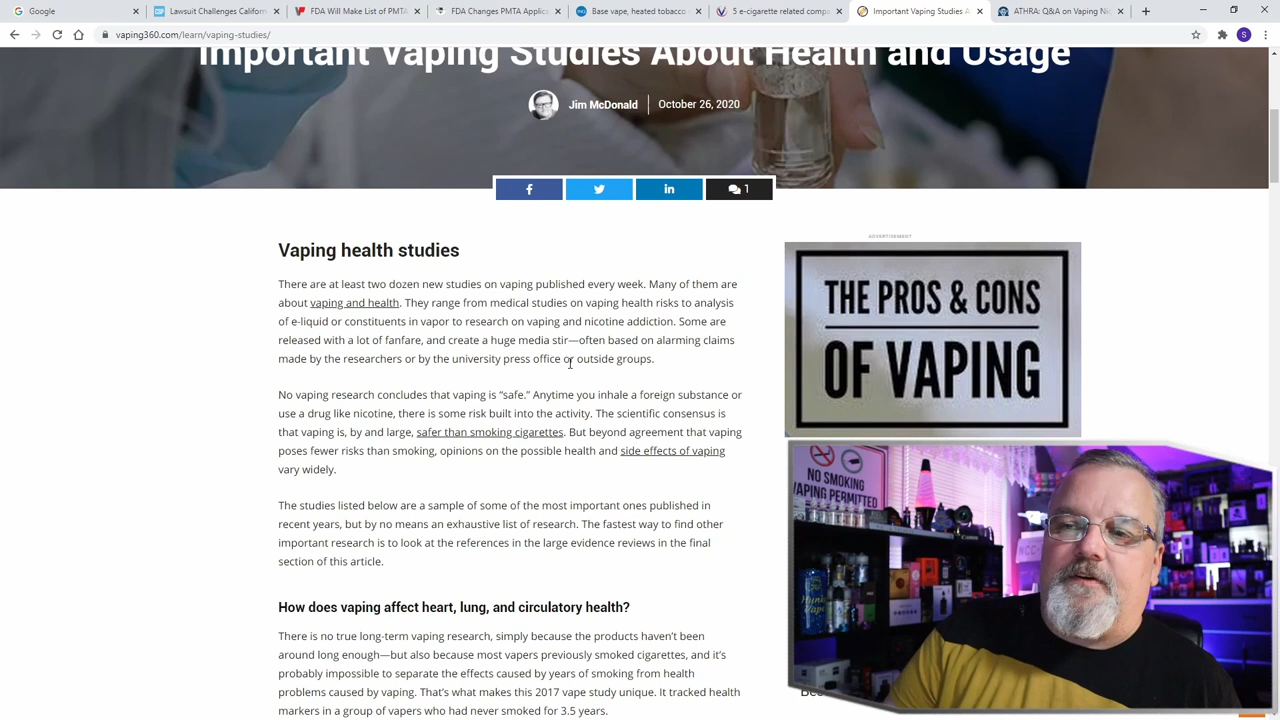 Google
Lawsuit Challenges Californ
FDA Will Make List of PMTA
FDA Changes PMTA Applic
Base vape, heated tobacco
5 e-cigarette related comp
Important Vaping Studies A
ATHRA: Q&A on Vaping Nic
vaping360.com/learn/vaping-studies/
S
Important Vaping Studies About Health and Usage
Jim McDonald
October 26, 2020
1
Vaping health studies
There are at least two dozen new studies on vaping published every week. Many of them are
about vaping and health. They range from medical studies on vaping health risks to analysis
of e-liquid or constituents in vapor to research on vaping and nicotine addiction. Some are
released with a lot of fanfare, and create a huge media stir—often based on alarming claims
made by the researchers or by the university press office or outside groups.
No vaping research concludes that vaping is “safe.” Anytime you inhale a foreign substance or
use a drug like nicotine, there is some risk built into the activity. The scientific consensus is
that vaping is, by and large, safer than smoking cigarettes. But beyond agreement that vaping
poses fewer risks than smoking, opinions on the possible health and side effects of vaping
vary widely.
The studies listed below are a sample of some of the most important ones published in
recent years, but by no means an exhaustive list of research. The fastest way to find other
important research is to look at the references in the large evidence reviews in the final
section of this article.
How does vaping affect heart, lung, and circulatory health?
There is no true long-term vaping research, simply because the products haven’t been
around long enough—but also because most vapers previously smoked cigarettes, and it’s
probably impossible to separate the effects caused by years of smoking from health
problems caused by vaping. That’s what makes this 2017 vape study unique. It tracked health
markers in a group of vapers who had never smoked for 3.5 years.
ADVERTISEMENT
THE PROS & CONS
OF VAPING
NO SMOKING
VAPING PERMITTED
Canon